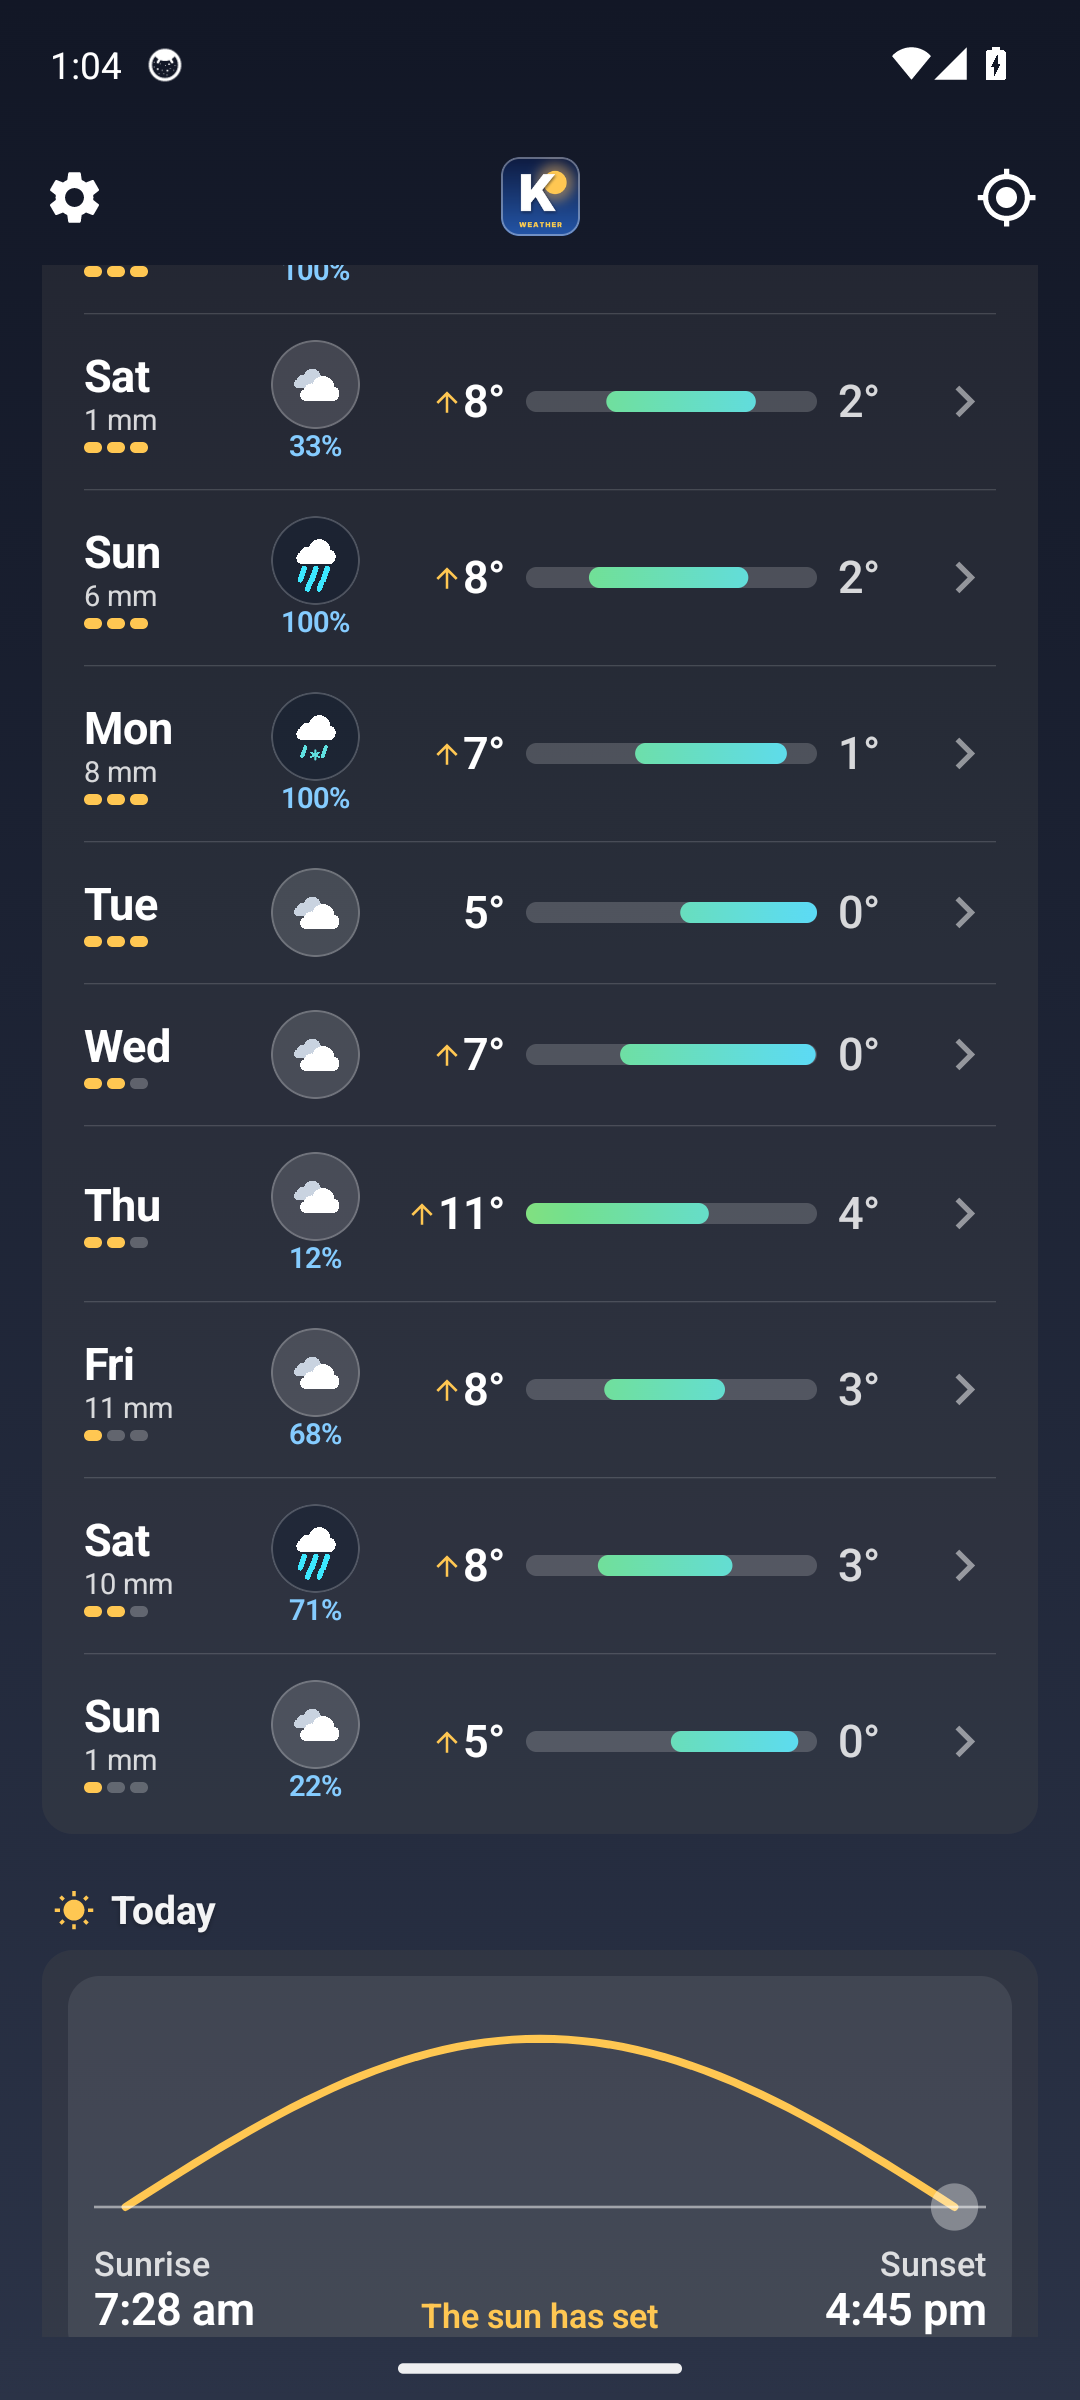 1:04
K
WEATHER
100%
Sat
1 mm
33%
↑8° 2°
Sun
6 mm
100%
↑8° 2°
Mon
8 mm
100%
↑7° 1°
Tue
5° 0°
Wed
↑7° 0°
Thu
12%
↑11° 4°
Fri
11 mm
68%
↑8° 3°
Sat
10 mm
71%
↑8° 3°
Sun
1 mm
22%
↑5° 0°
Today
Sunrise Sunset
7:28 am The sun has set 4:45 pm